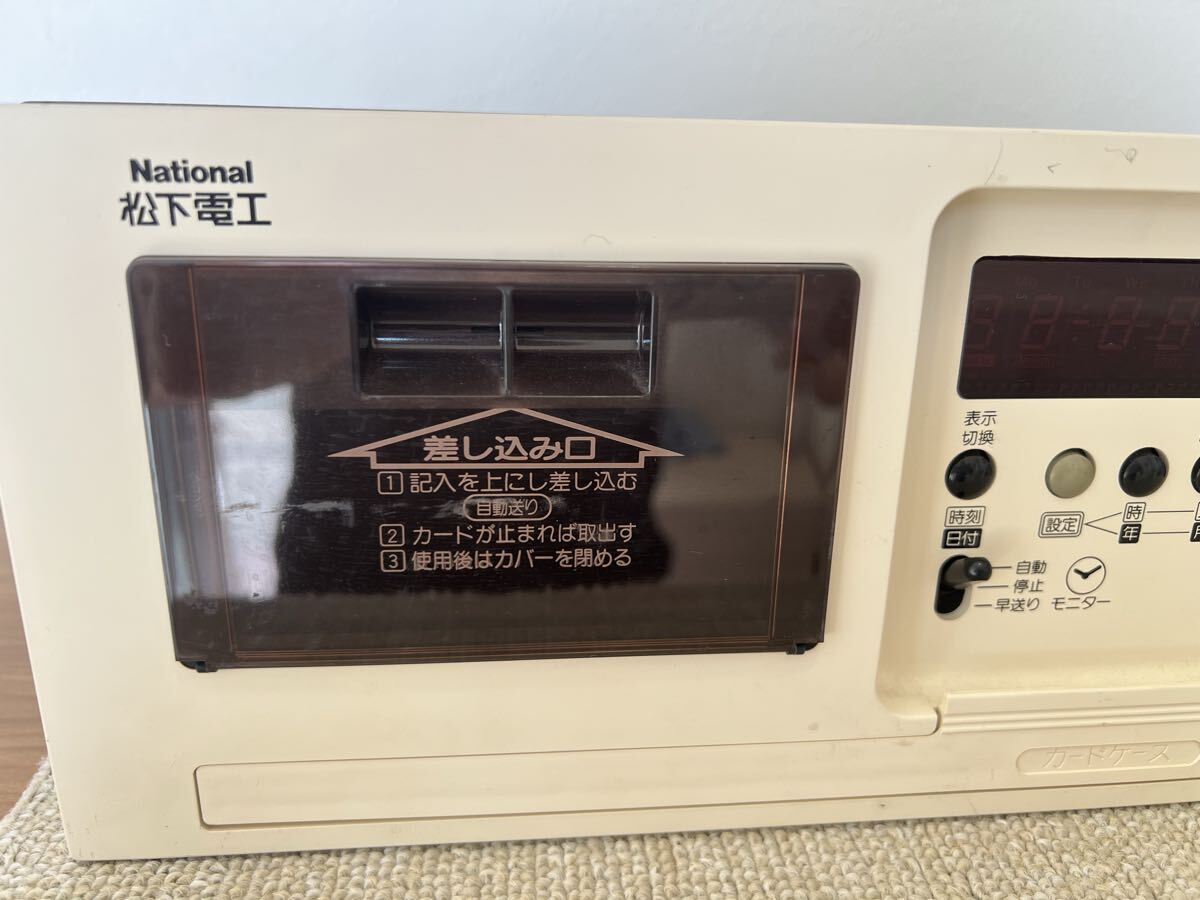 National
松下電工
差し込み口
1 記入を上にし差し込む
自動送り
2 カードが止まれば取出す
3 使用後はカバーを閉める
Mo Tu We
表示
切換
時刻
日付
設定
時
年
月
自動
停止
早送り
モニター
カードケース